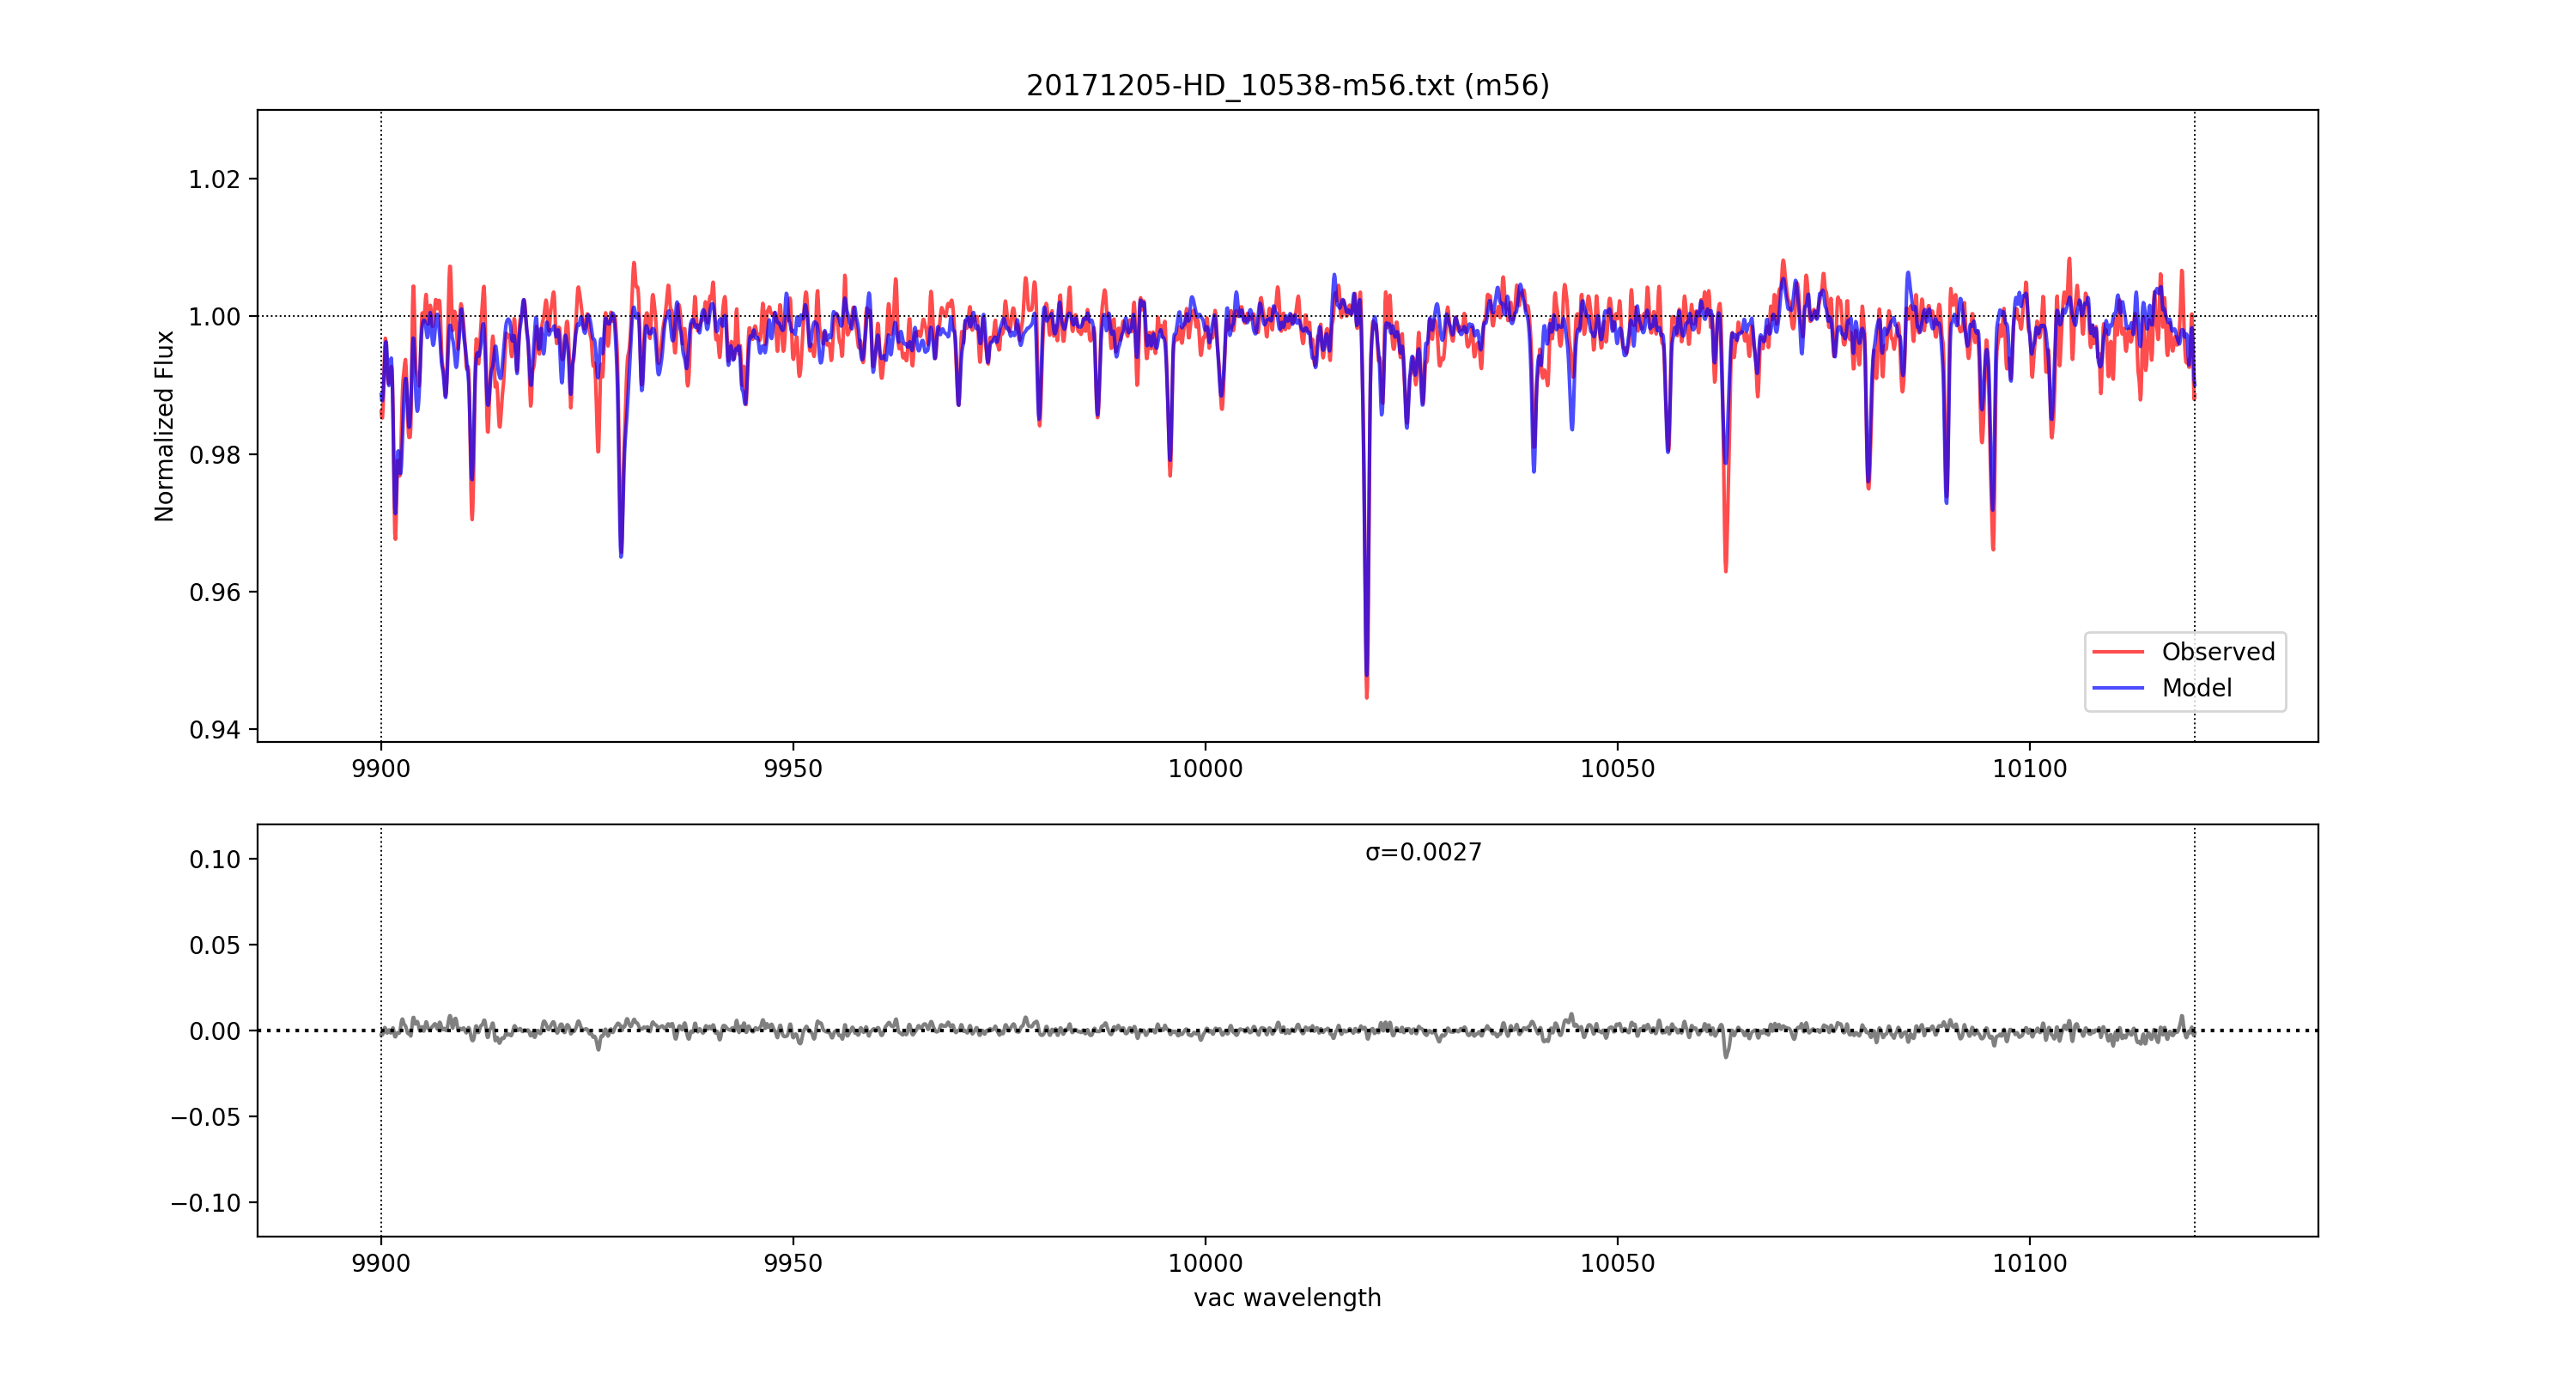 20171205-HD_10538-m56.txt (m56)
Normalized Flux
1.02
1.00
0.98
0.96
0.94
9900 9950 10000 10050 10100
Observed
Model
σ=0.0027
0.10
0.05
0.00
−0.05
−0.10
9900 9950 10000 10050 10100
vac wavelength